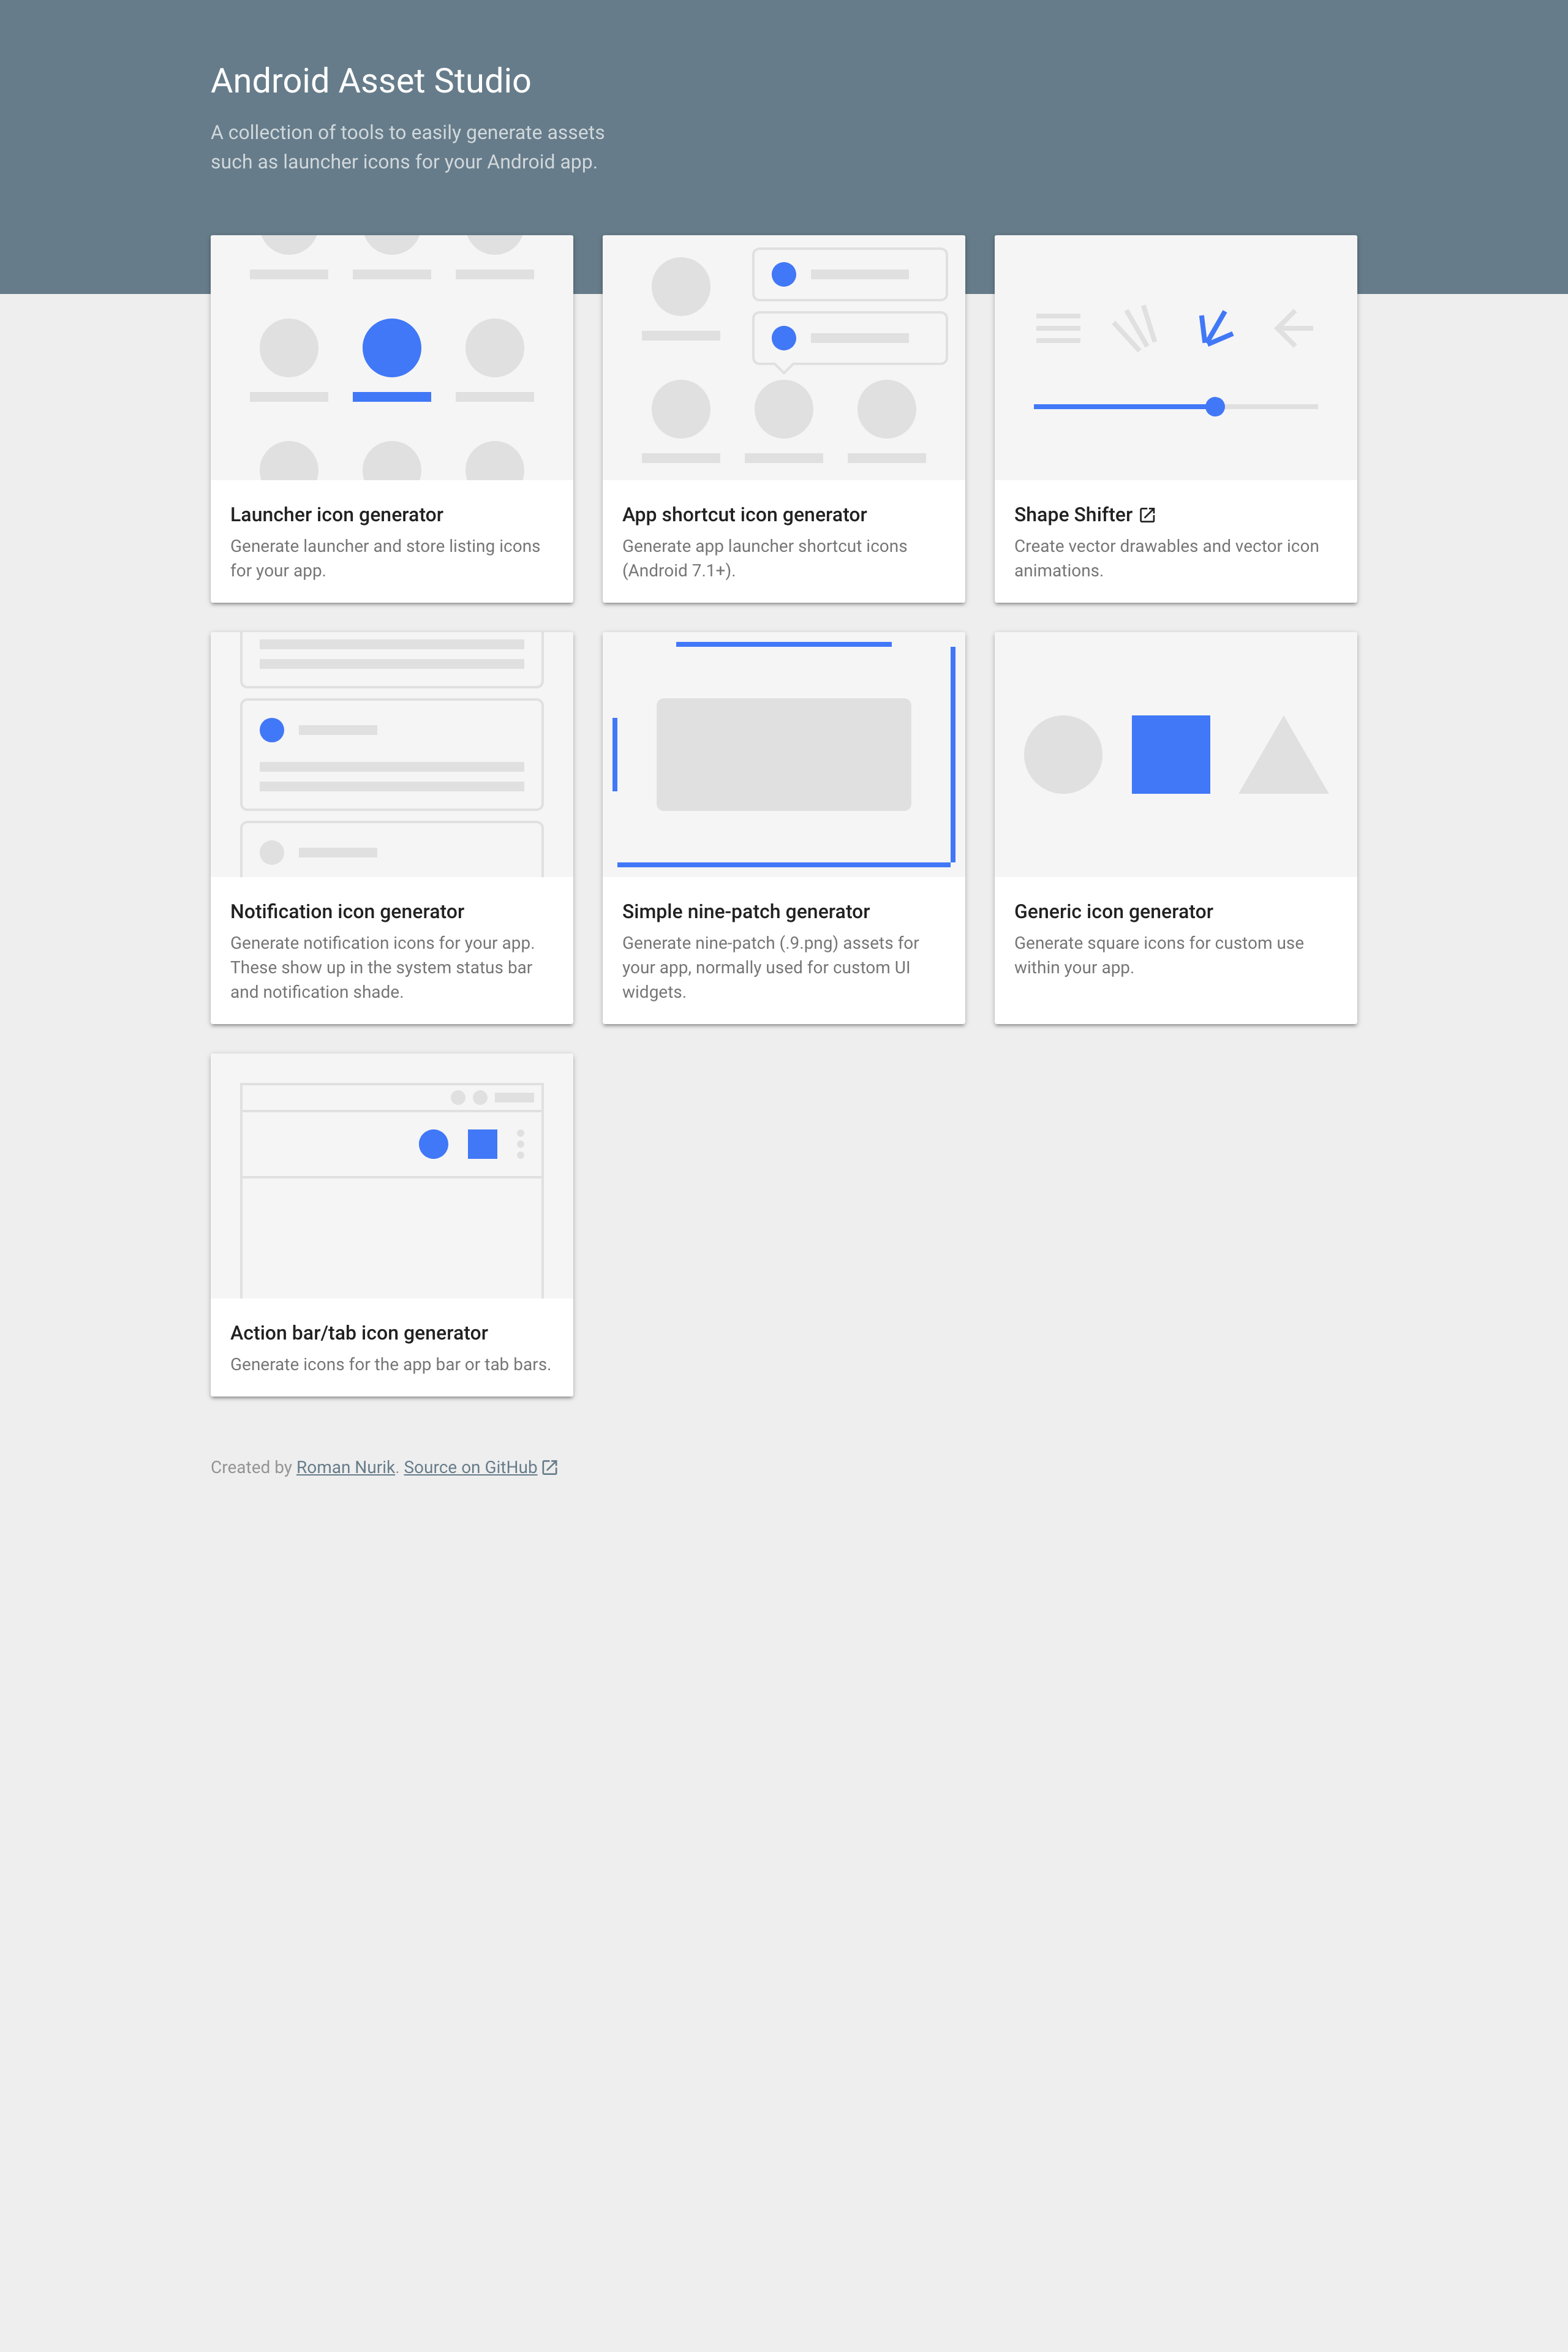 Android Asset Studio
A collection of tools to easily generate assets
such as launcher icons for your Android app.
Launcher icon generator
Generate launcher and store listing icons
for your app.
App shortcut icon generator
Generate app launcher shortcut icons
(Android 7.1+).
Shape Shifter
Create vector drawables and vector icon
animations.
Notification icon generator
Generate notification icons for your app.
These show up in the system status bar
and notification shade.
Simple nine-patch generator
Generate nine-patch (.9.png) assets for
your app, normally used for custom UI
widgets.
Generic icon generator
Generate square icons for custom use
within your app.
Action bar/tab icon generator
Generate icons for the app bar or tab bars.
Created by Roman Nurik. Source on GitHub